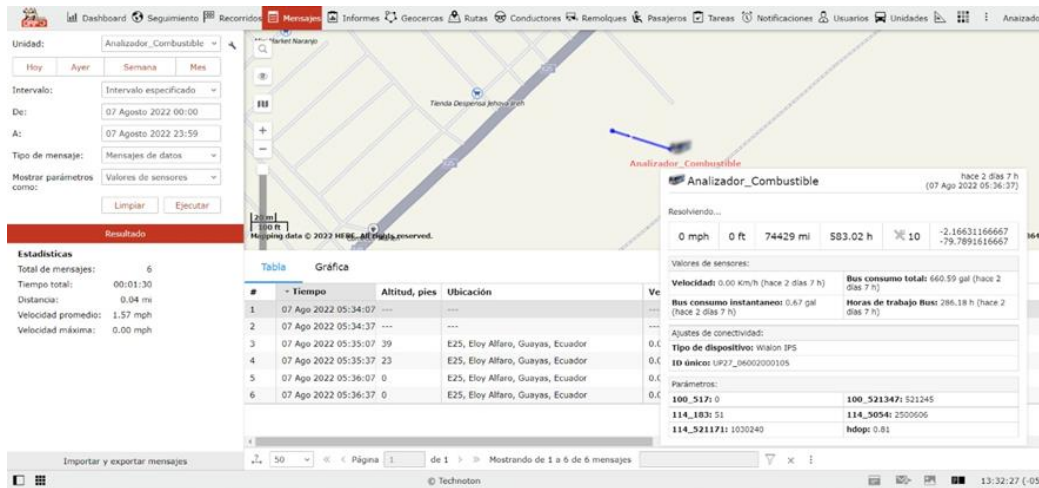 Dashboard Seguimiento Recorridos Mensajes Informes Geocercas Rutas Conductores Remolques Pasajeros Tareas Notificaciones Usuarios Unidades
Unidad: Analizador_Combustible
Hoy Ayer Semana Mes
Intervalo: Intervalo especificado
De: 07 Agosto 2022 00:00
A: 07 Agosto 2022 23:59
Tipo de mensaje: Mensajes de datos
Mostrar parámetros como: Valores de sensores
Limpiar Ejecutar
Resultado
Estadísticas
Total de mensajes: 6
Tiempo total: 00:01:30
Distancia: 0.04 mi
Velocidad promedio: 1.57 mph
Velocidad máxima: 0.00 mph
Importar y exportar mensajes
Market Naranjo
Tienda Despensa Jehova
Analizador_Combustible
20 m
100 ft
Mapping data © 2022 HERE. All rights reserved.
Tabla Gráfica
# Tiempo Altitud, pies Ubicación
1 07 Ago 2022 05:34:07 --- ---
2 07 Ago 2022 05:34:37 --- ---
3 07 Ago 2022 05:35:07 39 E25, Eloy Alfaro, Guayas, Ecuador
4 07 Ago 2022 05:35:37 23 E25, Eloy Alfaro, Guayas, Ecuador
5 07 Ago 2022 05:36:07 0 E25, Eloy Alfaro, Guayas, Ecuador
6 07 Ago 2022 05:36:37 0 E25, Eloy Alfaro, Guayas, Ecuador
50 Página 1 de 1 Mostrando de 1 a 6 de 6 mensajes
Analizador_Combustible
hace 2 días 7 h
(07 Ago 2022 05:36:37)
Resolviendo...
0 mph 0 ft 74429 mi 583.02 h 10 -2.16631166667
-79.7891616667
Valores de sensores:
Velocidad: 0.00 Km/h (hace 2 días 7 h)
Bus consumo total: 660.59 gal (hace 2
días 7 h)
Bus consumo instantaneo: 0.67 gal
(hace 2 días 7 h)
Horas de trabajo Bus: 286.18 h (hace 2
días 7 h)
Ajustes de conectividad:
Tipo de dispositivo: Wialon IPS
ID único: UP27_06002000105
Parámetros:
100_517: 0 100_521347: 521245
114_183: 51 114_5054: 2500606
114_521171: 1030240 hdop: 0.81
© Technoton
13:32:27 (-05